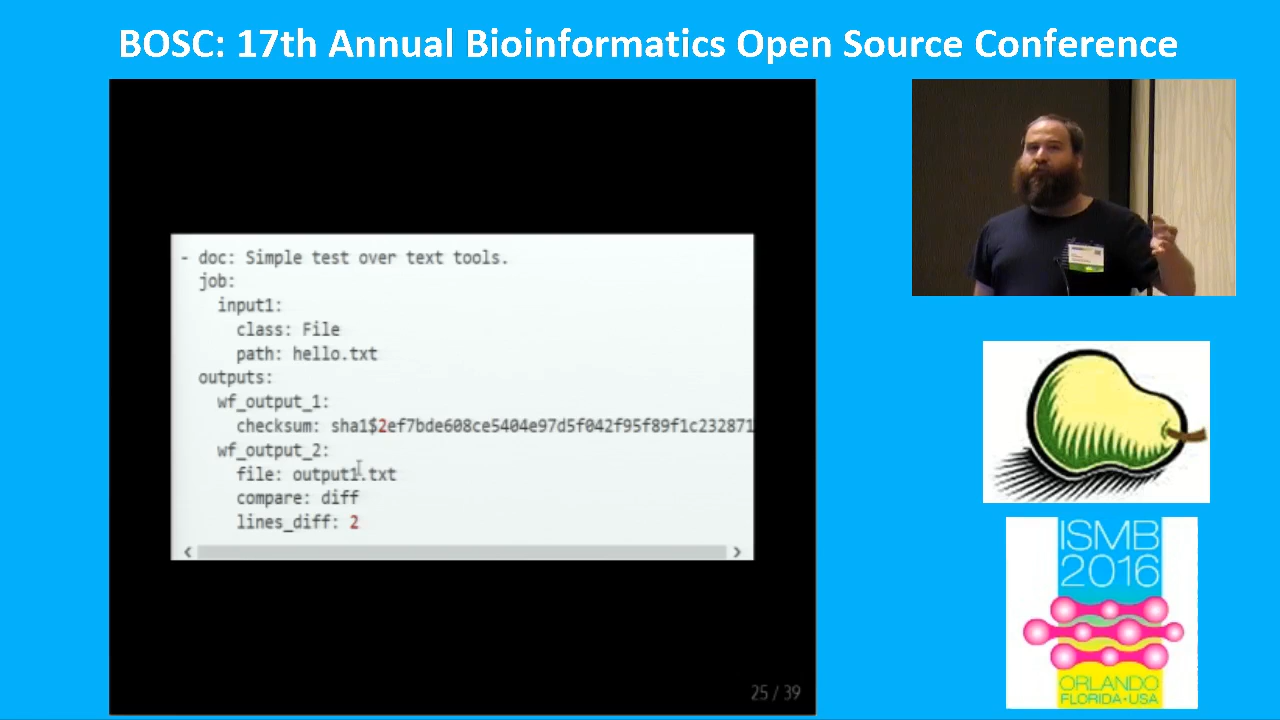 BOSC: 17th Annual Bioinformatics Open Source Conference
- doc: Simple test over text tools.
job:
input1:
class: File
path: hello.txt
outputs:
wf_output_1:
checksum: sha1$2ef7bde608ce5404e97d5f042f95f89f1c232871
wf_output_2:
file: output1.txt
compare: diff
lines_diff: 2
25 / 39
ISMB
2016
ORLANDO
FLORIDA·USA